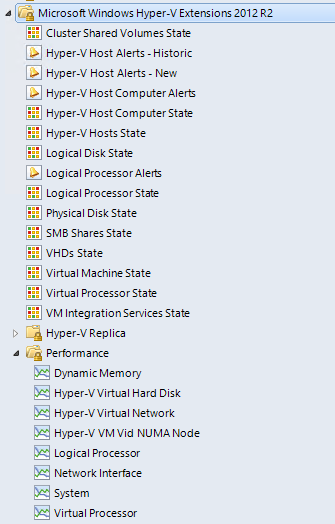 Microsoft Windows Hyper-V Extensions 2012 R2
Cluster Shared Volumes State
Hyper-V Host Alerts - Historic
Hyper-V Host Alerts - New
Hyper-V Host Computer Alerts
Hyper-V Host Computer State
Hyper-V Hosts State
Logical Disk State
Logical Processor Alerts
Logical Processor State
Physical Disk State
SMB Shares State
VHDs State
Virtual Machine State
Virtual Processor State
VM Integration Services State
Hyper-V Replica
Performance
Dynamic Memory
Hyper-V Virtual Hard Disk
Hyper-V Virtual Network
Hyper-V VM Vid NUMA Node
Logical Processor
Network Interface
System
Virtual Processor